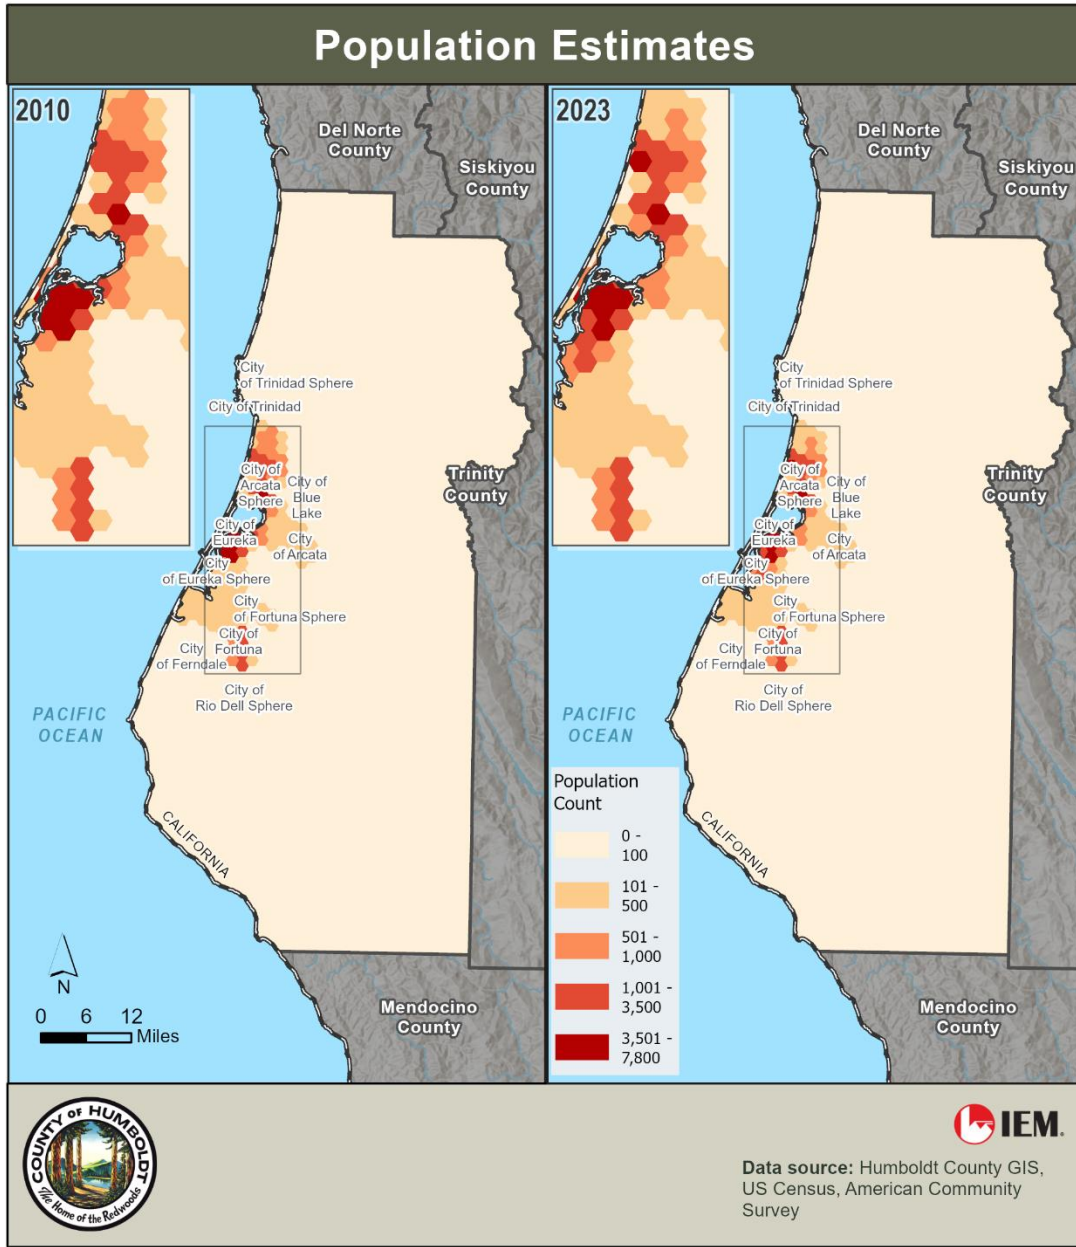 Population Estimates
2010
Del Norte
County
Siskiyou
County
City
of Trinidad Sphere
City of Trinidad
Trinity
County
City of
Arcata
Sphere
City of
Blue
Lake
City of
Eureka
City
of Arcata
City
of Eureka Sphere
City
of Fortuna Sphere
City of
Fortuna
City
of Ferndale
City of
Rio Dell Sphere
PACIFIC
OCEAN
CALIFORNIA
N
0 6 12
Miles
Mendocino
County
2023
Del Norte
County
Siskiyou
County
City
of Trinidad Sphere
City of Trinidad
Trinity
County
City of
Arcata
Sphere
City of
Blue
Lake
City of
Eureka
City
of Arcata
City
of Eureka Sphere
City
of Fortuna Sphere
City of
Fortuna
City
of Ferndale
City of
Rio Dell Sphere
PACIFIC
OCEAN
CALIFORNIA
Population
Count
0 -
100
101 -
500
501 -
1,000
1,001 -
3,500
3,501 -
7,800
Mendocino
County
COUNTY OF HUMBOLDT
The Home of the Redwoods
IEM.
Data source: Humboldt County GIS,
US Census, American Community
Survey